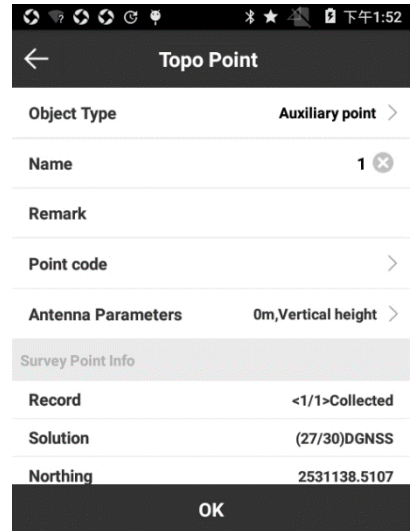 下午1:52
Topo Point
Object Type Auxiliary point
Name 1
Remark
Point code
Antenna Parameters 0m,Vertical height
Survey Point Info
Record <1/1>Collected
Solution (27/30)DGNSS
Northing 2531138.5107
OK